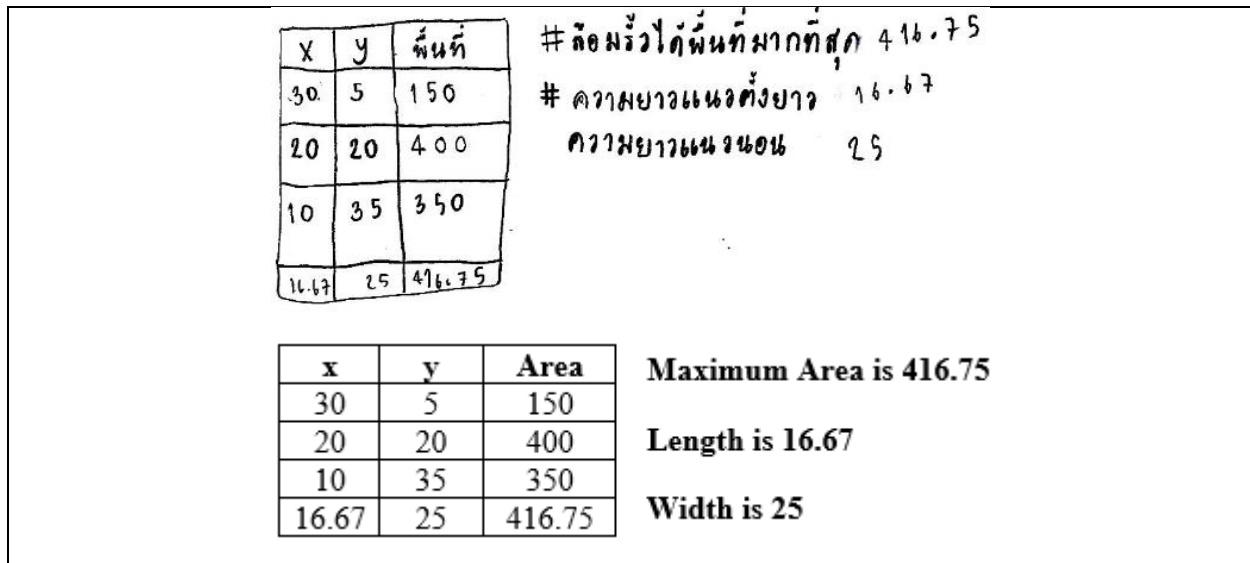 x y พื้นที่
30. 5 150
20 20 400
10 35 350
16.67 25 416.75
#ล้อมรั้วได้พื้นที่มากที่สุด 416.75
# ความยาวแนวตั้งยาว 16.67
ความยาวแนวนอน 25
x y Area
30 5 150
20 20 400
10 35 350
16.67 25 416.75
Maximum Area is 416.75
Length is 16.67
Width is 25